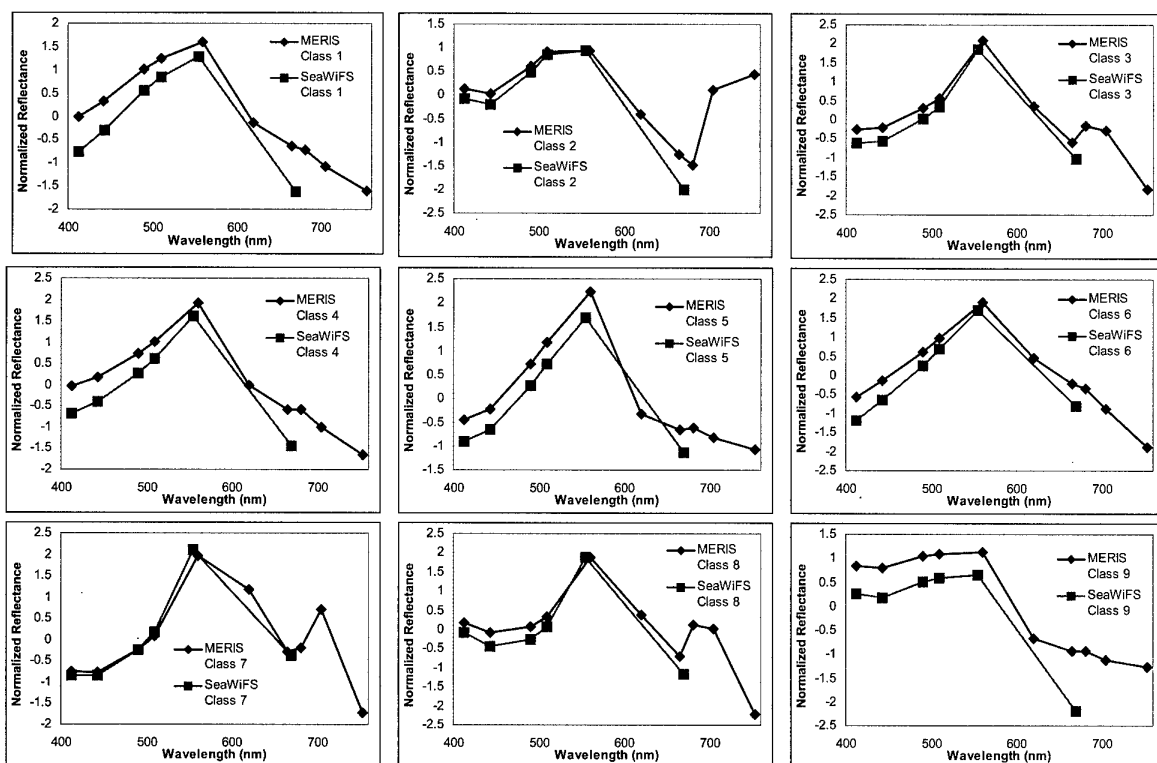 Normalized Reflectance
2
1.5
1
0.5
0
-0.5
-1
-1.5
-2
400 500 600 700
Wavelength (nm)
MERIS
Class 1
SeaWiFS
Class 1
Normalized Reflectance
1.5
1
0.5
0
-0.5
-1
-1.5
-2
-2.5
400 500 600 700
Wavelength (nm)
MERIS
Class 2
SeaWiFS
Class 2
Normalized Reflectance
2.5
2
1.5
1
0.5
0
-0.5
-1
-1.5
-2
-2.5
400 500 600 700
Wavelength (nm)
MERIS
Class 3
SeaWiFS
Class 3
Normalized Reflectance
2.5
2
1.5
1
0.5
0
-0.5
-1
-1.5
-2
400 500 600 700
Wavelength (nm)
MERIS
Class 4
SeaWiFS
Class 4
Normalized Reflectance
2.5
2
1.5
1
0.5
0
-0.5
-1
-1.5
400 500 600 700
Wavelength (nm)
MERIS
Class 5
SeaWiFS
Class 5
Normalized Reflectance
2.5
2
1.5
1
0.5
0
-0.5
-1
-1.5
-2
-2.5
400 500 600 700
Wavelength (nm)
MERIS
Class 6
SeaWiFS
Class 6
Normalized Reflectance
2.5
2
1.5
1
0.5
0
-0.5
-1
-1.5
-2
400 500 600 700
Wavelength (nm)
MERIS
Class 7
SeaWiFS
Class 7
Normalized Reflectance
2.5
2
1.5
1
0.5
0
-0.5
-1
-1.5
-2
-2.5
400 500 600 700
Wavelength (nm)
MERIS
Class 8
SeaWiFS
Class 8
Normalized Reflectance
1.5
1
0.5
0
-0.5
-1
-1.5
-2
-2.5
400 500 600 700
Wavelength (nm)
MERIS
Class 9
SeaWiFS
Class 9